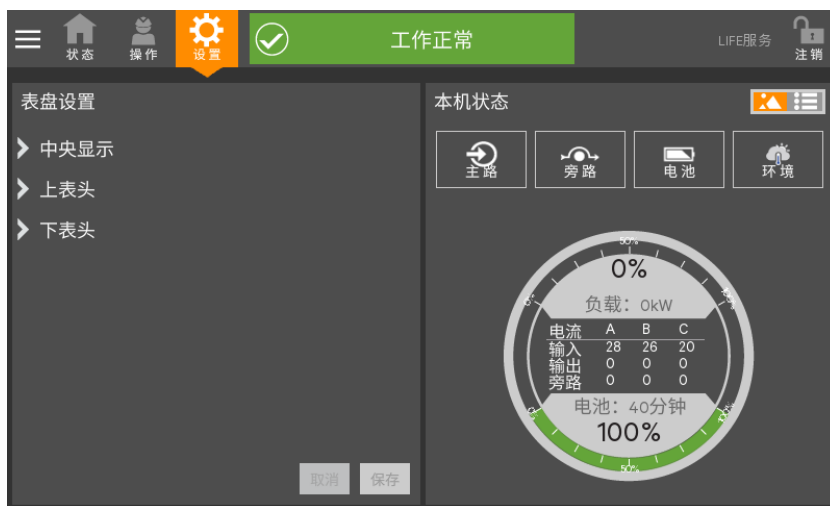 状态 操作 设置 工作正常 LIFE服务 注销
表盘设置
中央显示
上表头
下表头
取消 保存
本机状态
主路 旁路 电池 环境
50%
0%
0% 100%
负载: 0kW
电流 A B C
输入 28 26 20
输出 0 0 0
旁路 0 0 0
电池: 40分钟
0% 100%
100%
50%